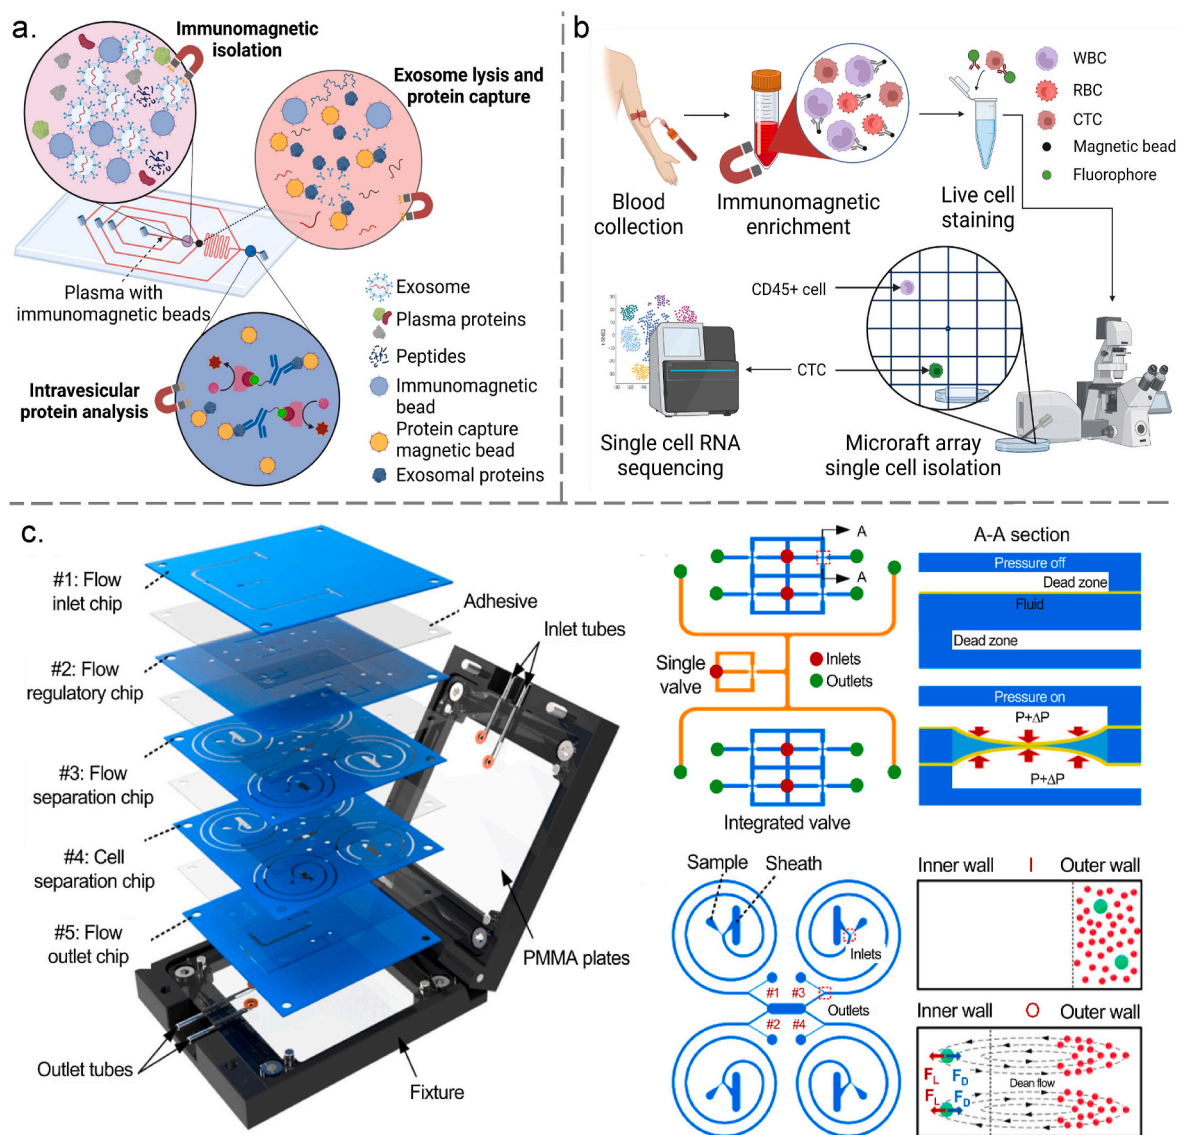 a.
Immunomagnetic
isolation
Exosome lysis and
protein capture
Plasma with
immunomagnetic beads
Intravesicular
protein analysis
Exosome
Plasma proteins
Peptides
Immunomagnetic
bead
Protein capture
magnetic bead
Exosomal proteins
b
Blood
collection
Immunomagnetic
enrichment
Live cell
staining
WBC
RBC
CTC
Magnetic bead
Fluorophore
CD45+ cell
CTC
Single cell RNA
sequencing
Microraft array
single cell isolation
c.
#1: Flow
inlet chip
#2: Flow
regulatory chip
#3: Flow
separation chip
#4: Cell
separation chip
#5: Flow
outlet chip
Adhesive
Inlet tubes
PMMA plates
Outlet tubes
Fixture
A
A
Single
valve
Inlets
Outlets
Integrated valve
A-A section
Pressure off
Dead zone
Fluid
Dead zone
Pressure on
P+ΔP
P+ΔP
Sample
Sheath
Inlets
#1
#3
Outlets
#2
#4
Inner wall
I
Outer wall
Inner wall
O
Outer wall
FL
FD
Dean flow
FL
FD